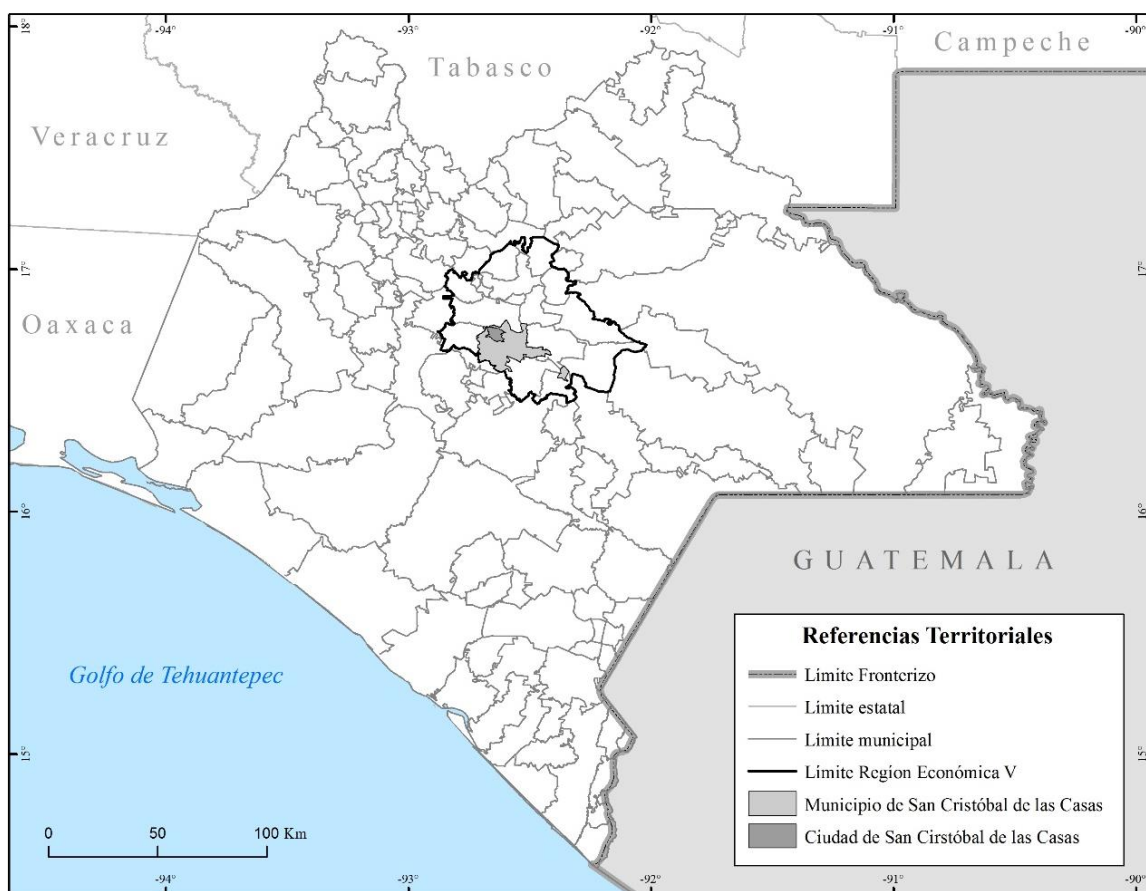 -94°
-93°
-92°
-91°
-90°
18°
18°
Campeche
Tabasco
Veracruz
17°
17°
Oaxaca
16°
16°
GUATEMALA
Referencias Territoriales
Límite Fronterizo
Límite estatal
Límite municipal
Límite Region Económica V
Municipio de San Cristóbal de las Casas
Ciudad de San Cirstóbal de las Casas
Golfo de Tehuantepec
15°
15°
0 50 100 Km
-94°
-93°
-92°
-91°
-90°